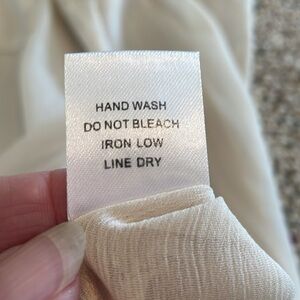 HAND WASH
DO NOT BLEACH
IRON LOW
LINE DRY